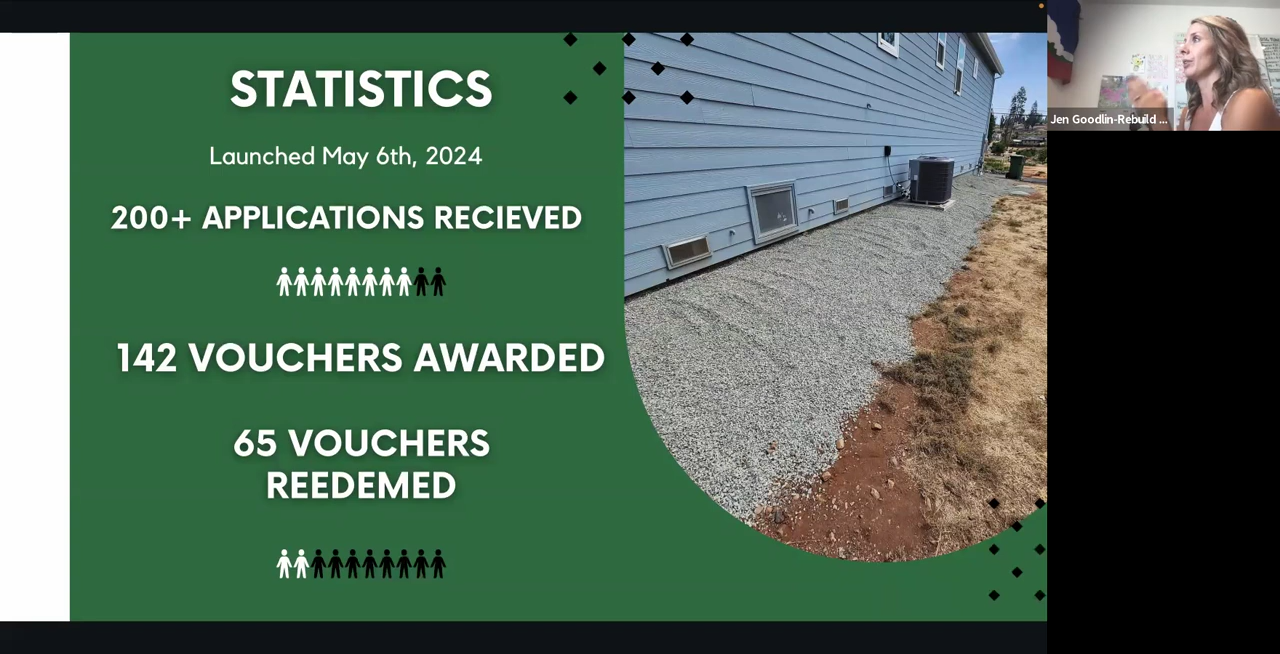 STATISTICS
Launched May 6th, 2024
200+ APPLICATIONS RECIEVED
142 VOUCHERS AWARDED
65 VOUCHERS
REEDEMED
Jen Goodlin-Rebuild ...